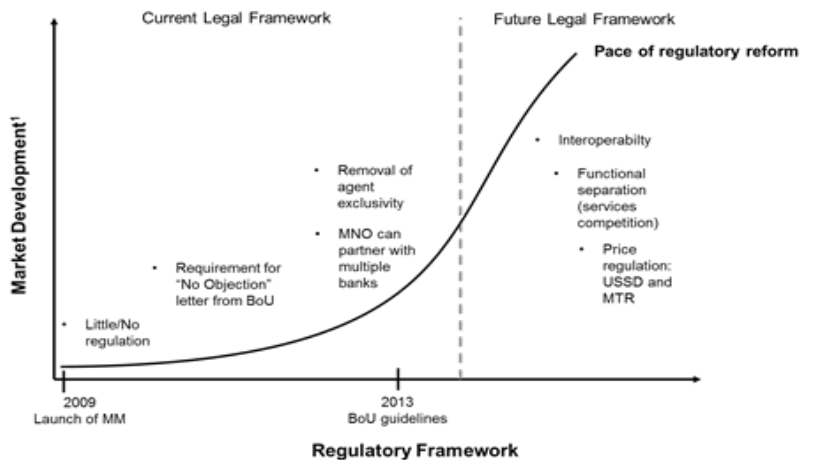 Current Legal Framework
Future Legal Framework
Pace of regulatory reform
Market Development¹
• Interoperabilty
• Removal of
agent
exclusivity
• Functional
separation
(services
competition)
• MNO can
partner with
multiple
banks
• Requirement for
“No Objection”
letter from BoU
• Price
regulation:
USSD and
MTR
• Little/No
regulation
2009
Launch of MM
2013
BoU guidelines
Regulatory Framework